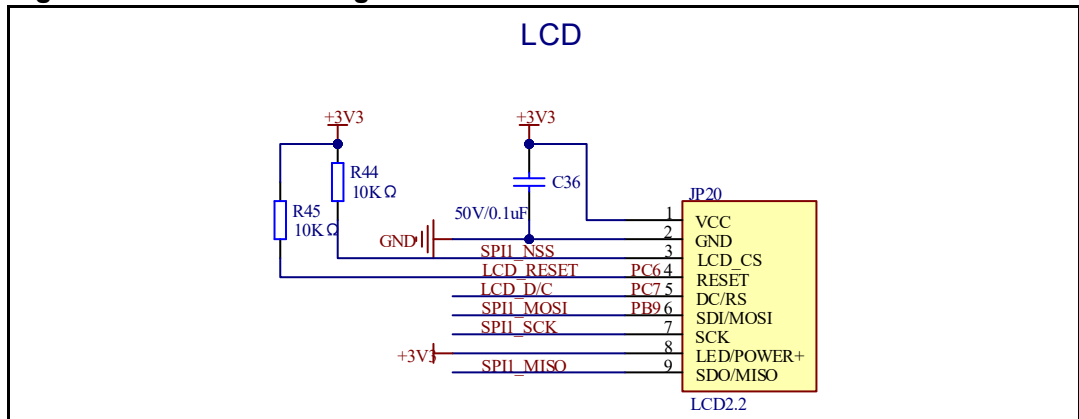 LCD
+3V3
+3V3
R44
10KΩ
R45
10KΩ
C36
50V/0.1uF
GND
JP20
1 VCC
2 GND
SPI1_NSS 3 LCD_CS
LCD_RESET PC6 4 RESET
LCD_D/C PC7 5 DC/RS
SPI1_MOSI PB9 6 SDI/MOSI
SPI1_SCK 7 SCK
+3V3 8 LED/POWER+
SPI1_MISO 9 SDO/MISO
LCD2.2